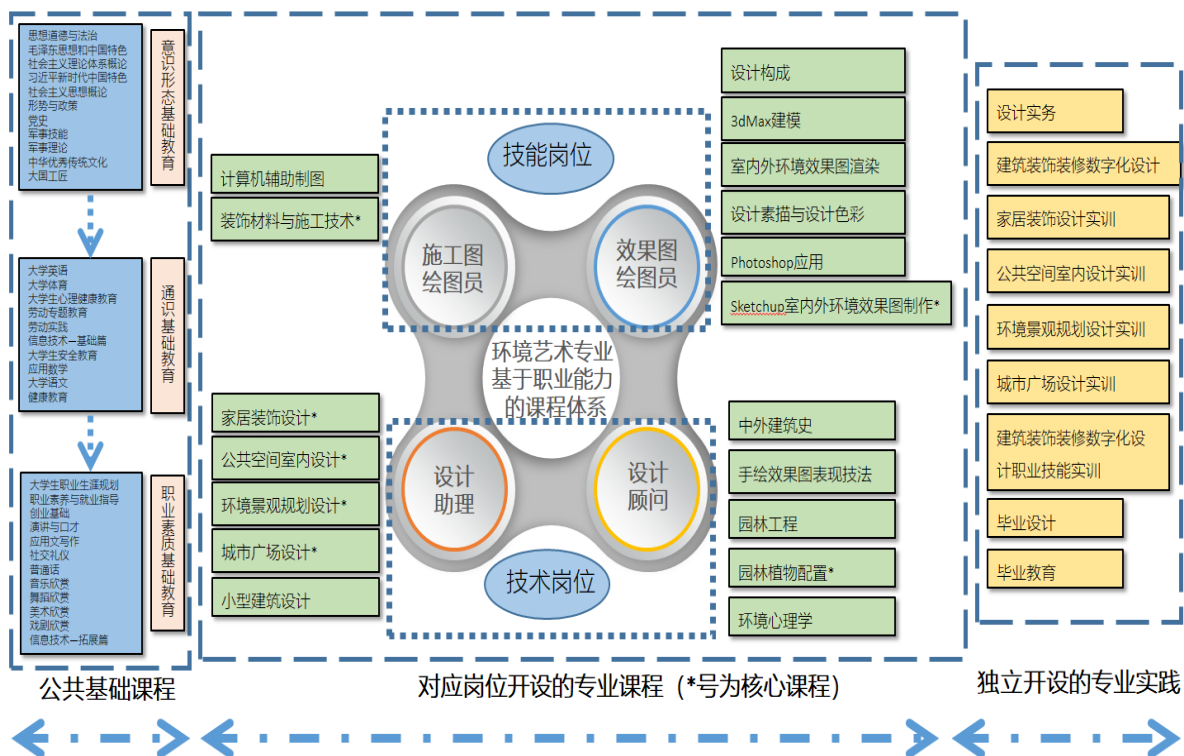 思想道德与法治
毛泽东思想和中国特色
社会主义理论体系概论
习近平新时代中国特色
社会主义思想概论
形势与政策
党史
军事技能
军事理论
中华优秀传统文化
大国工匠
意识形态基础教育
大学英语
大学体育
大学生心理健康教育
劳动专题教育
劳动实践
信息技术—基础篇
大学生安全教育
应用数学
大学语文
健康教育
通识基础教育
大学生职业生涯规划
职业素养与就业指导
创业基础
演讲与口才
应用文写作
社交礼仪
普通话
音乐欣赏
舞蹈欣赏
美术欣赏
戏剧欣赏
信息技术—拓展篇
职业素质基础教育
公共基础课程
计算机辅助制图
装饰材料与施工技术*
家居装饰设计*
公共空间室内设计*
环境景观规划设计*
城市广场设计*
小型建筑设计
技能岗位
施工图
绘图员
效果图
绘图员
环境艺术专业
基于职业能力
的课程体系
设计
助理
设计
顾问
技术岗位
设计构成
3dMax建模
室内外环境效果图渲染
设计素描与设计色彩
Photoshop应用
Sketchup室内外环境效果图制作*
中外建筑史
手绘效果图表现技法
园林工程
园林植物配置*
环境心理学
对应岗位开设的专业课程（*号为核心课程）
设计实务
建筑装饰装修数字化设计
家居装饰设计实训
公共空间室内设计实训
环境景观规划设计实训
城市广场设计实训
建筑装饰装修数字化设
计职业技能实训
毕业设计
毕业教育
独立开设的专业实践